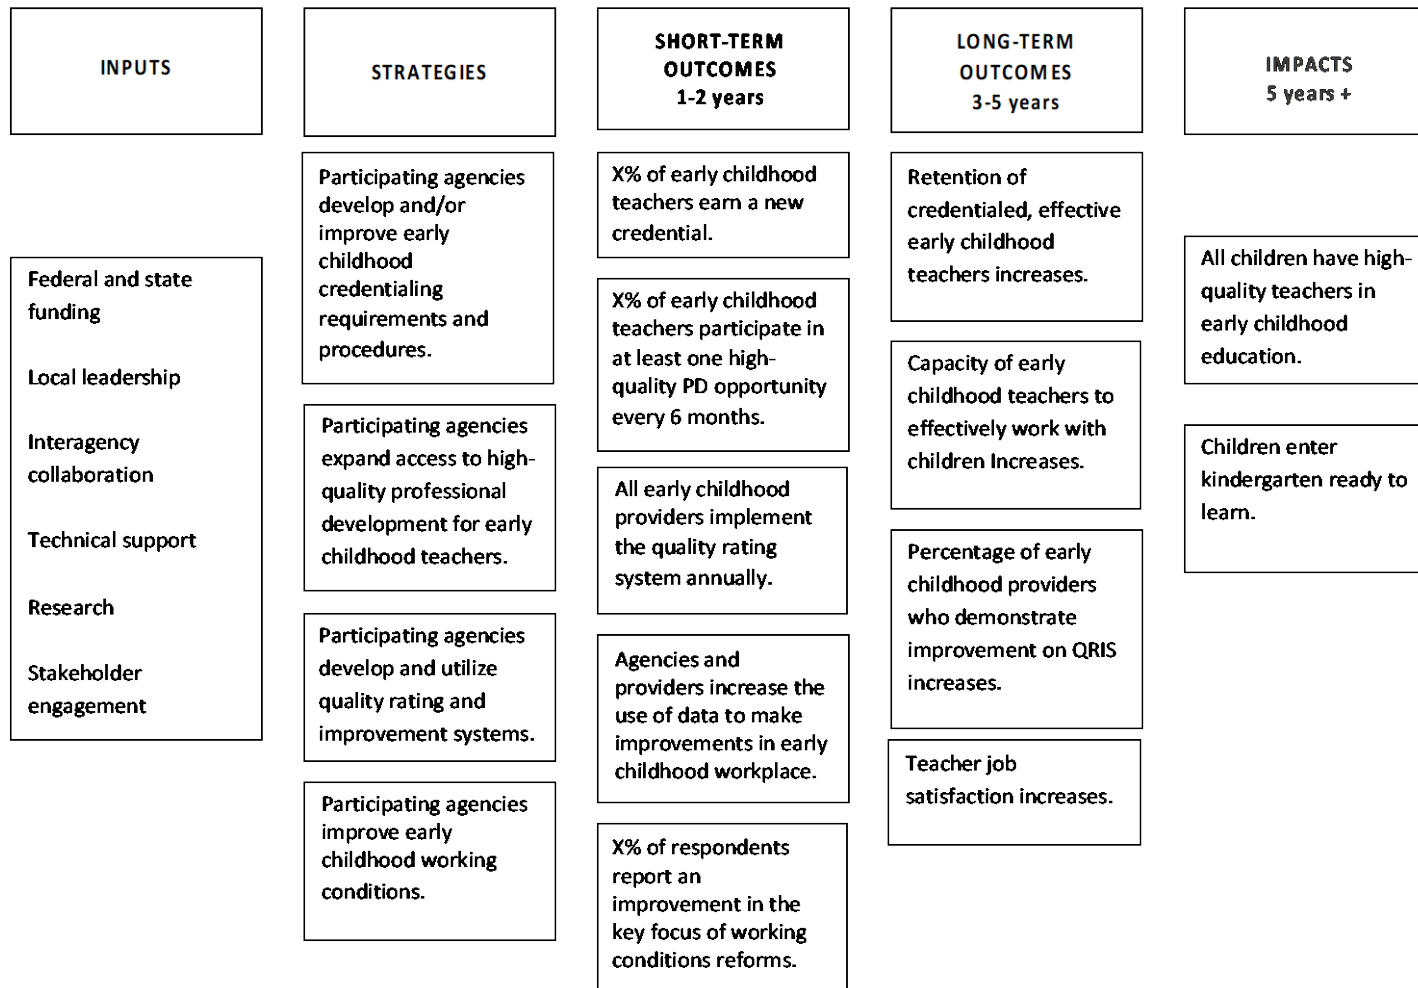 INPUTS
STRATEGIES
SHORT-TERM
OUTCOMES
1-2 years
LONG-TERM
OUTCOMES
3-5 years
IMPACTS
5 years +
Federal and state
funding
Local leadership
Interagency
collaboration
Technical support
Research
Stakeholder
engagement
Participating agencies
develop and/or
improve early
childhood
credentialing
requirements and
procedures.
Participating agencies
expand access to high-
quality professional
development for early
childhood teachers.
Participating agencies
develop and utilize
quality rating and
improvement systems.
Participating agencies
improve early
childhood working
conditions.
X% of early childhood
teachers earn a new
credential.
X% of early childhood
teachers participate in
at least one high-
quality PD opportunity
every 6 months.
All early childhood
providers implement
the quality rating
system annually.
Agencies and
providers increase the
use of data to make
improvements in early
childhood workplace.
X% of respondents
report an
improvement in the
key focus of working
conditions reforms.
Retention of
credentialed, effective
early childhood
teachers increases.
Capacity of early
childhood teachers to
effectively work with
children Increases.
Percentage of early
childhood providers
who demonstrate
improvement on QRIS
increases.
Teacher job
satisfaction increases.
All children have high-
quality teachers in
early childhood
education.
Children enter
kindergarten ready to
learn.